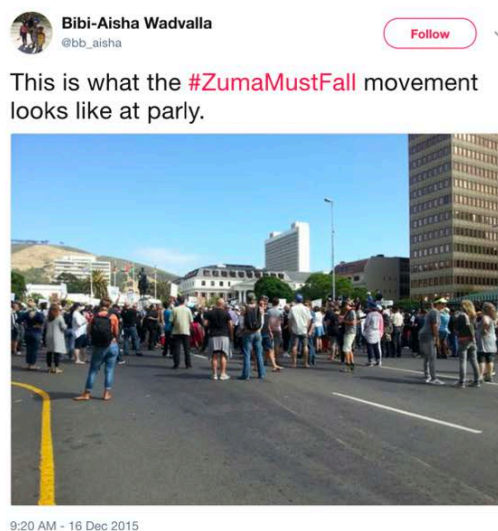 Bibi-Aisha Wadvalla
@bb_aisha
Follow
This is what the #ZumaMustFall movement
looks like at parly.
9:20 AM - 16 Dec 2015